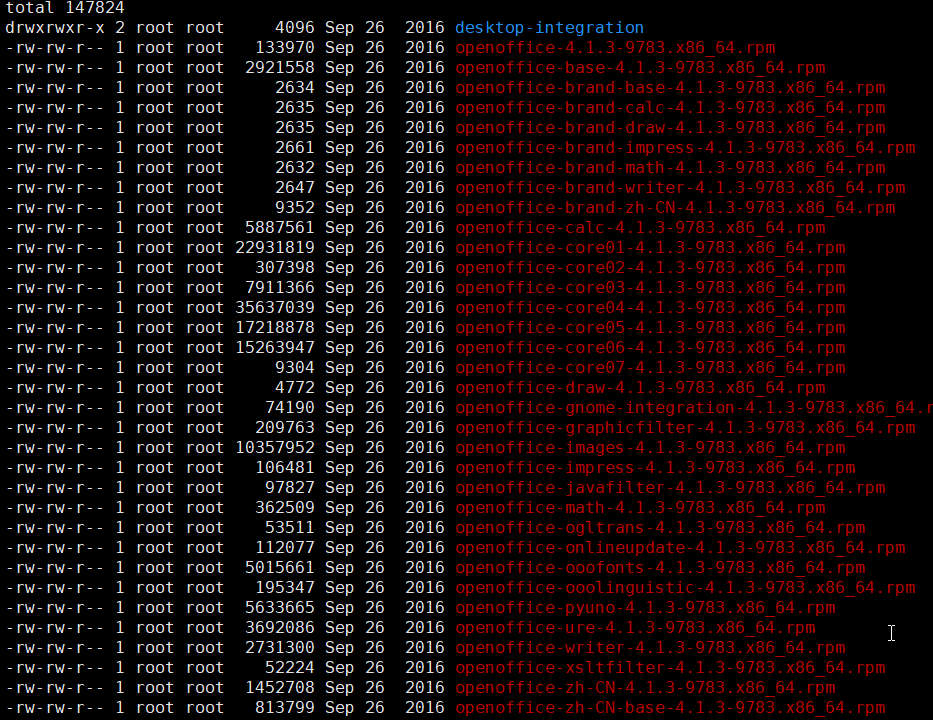 total 147824
drwxrwxr-x 2 root root     4096 Sep 26  2016 desktop-integration
-rw-rw-r-- 1 root root   133970 Sep 26  2016 openoffice-4.1.3-9783.x86_64.rpm
-rw-rw-r-- 1 root root  2921558 Sep 26  2016 openoffice-base-4.1.3-9783.x86_64.rpm
-rw-rw-r-- 1 root root     2634 Sep 26  2016 openoffice-brand-base-4.1.3-9783.x86_64.rpm
-rw-rw-r-- 1 root root     2635 Sep 26  2016 openoffice-brand-calc-4.1.3-9783.x86_64.rpm
-rw-rw-r-- 1 root root     2635 Sep 26  2016 openoffice-brand-draw-4.1.3-9783.x86_64.rpm
-rw-rw-r-- 1 root root     2661 Sep 26  2016 openoffice-brand-impress-4.1.3-9783.x86_64.rpm
-rw-rw-r-- 1 root root     2632 Sep 26  2016 openoffice-brand-math-4.1.3-9783.x86_64.rpm
-rw-rw-r-- 1 root root     2647 Sep 26  2016 openoffice-brand-writer-4.1.3-9783.x86_64.rpm
-rw-rw-r-- 1 root root     9352 Sep 26  2016 openoffice-brand-zh-CN-4.1.3-9783.x86_64.rpm
-rw-rw-r-- 1 root root  5887561 Sep 26  2016 openoffice-calc-4.1.3-9783.x86_64.rpm
-rw-rw-r-- 1 root root 22931819 Sep 26  2016 openoffice-core01-4.1.3-9783.x86_64.rpm
-rw-rw-r-- 1 root root   307398 Sep 26  2016 openoffice-core02-4.1.3-9783.x86_64.rpm
-rw-rw-r-- 1 root root  7911366 Sep 26  2016 openoffice-core03-4.1.3-9783.x86_64.rpm
-rw-rw-r-- 1 root root 35637039 Sep 26  2016 openoffice-core04-4.1.3-9783.x86_64.rpm
-rw-rw-r-- 1 root root 17218878 Sep 26  2016 openoffice-core05-4.1.3-9783.x86_64.rpm
-rw-rw-r-- 1 root root 15263947 Sep 26  2016 openoffice-core06-4.1.3-9783.x86_64.rpm
-rw-rw-r-- 1 root root     9304 Sep 26  2016 openoffice-core07-4.1.3-9783.x86_64.rpm
-rw-rw-r-- 1 root root     4772 Sep 26  2016 openoffice-draw-4.1.3-9783.x86_64.rpm
-rw-rw-r-- 1 root root    74190 Sep 26  2016 openoffice-gnome-integration-4.1.3-9783.x86_64.r
-rw-rw-r-- 1 root root   209763 Sep 26  2016 openoffice-graphicfilter-4.1.3-9783.x86_64.rpm
-rw-rw-r-- 1 root root 10357952 Sep 26  2016 openoffice-images-4.1.3-9783.x86_64.rpm
-rw-rw-r-- 1 root root   106481 Sep 26  2016 openoffice-impress-4.1.3-9783.x86_64.rpm
-rw-rw-r-- 1 root root    97827 Sep 26  2016 openoffice-javafilter-4.1.3-9783.x86_64.rpm
-rw-rw-r-- 1 root root   362509 Sep 26  2016 openoffice-math-4.1.3-9783.x86_64.rpm
-rw-rw-r-- 1 root root    53511 Sep 26  2016 openoffice-ogltrans-4.1.3-9783.x86_64.rpm
-rw-rw-r-- 1 root root   112077 Sep 26  2016 openoffice-onlineupdate-4.1.3-9783.x86_64.rpm
-rw-rw-r-- 1 root root  5015661 Sep 26  2016 openoffice-ooofonts-4.1.3-9783.x86_64.rpm
-rw-rw-r-- 1 root root   195347 Sep 26  2016 openoffice-ooolinguistic-4.1.3-9783.x86_64.rpm
-rw-rw-r-- 1 root root  5633665 Sep 26  2016 openoffice-pyuno-4.1.3-9783.x86_64.rpm
-rw-rw-r-- 1 root root  3692086 Sep 26  2016 openoffice-ure-4.1.3-9783.x86_64.rpm
-rw-rw-r-- 1 root root  2731300 Sep 26  2016 openoffice-writer-4.1.3-9783.x86_64.rpm
-rw-rw-r-- 1 root root    52224 Sep 26  2016 openoffice-xsltfilter-4.1.3-9783.x86_64.rpm
-rw-rw-r-- 1 root root  1452708 Sep 26  2016 openoffice-zh-CN-4.1.3-9783.x86_64.rpm
-rw-rw-r-- 1 root root   813799 Sep 26  2016 openoffice-zh-CN-base-4.1.3-9783.x86_64.rpm